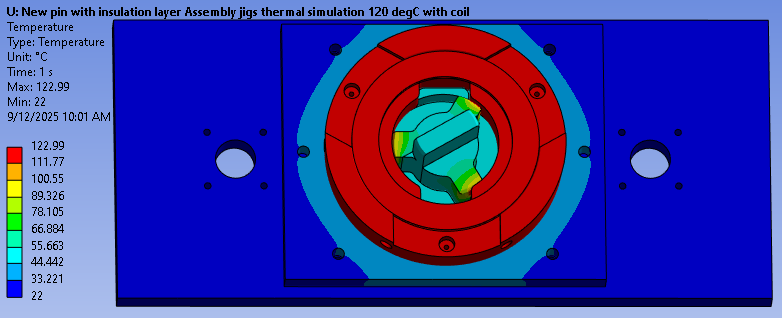 U: New pin with insulation layer Assembly jigs thermal simulation 120 degC with coil
Temperature
Type: Temperature
Unit: °C
Time: 1 s
Max: 122.99
Min: 22
9/12/2025 10:01 AM
122.99
111.77
100.55
89.326
78.105
66.884
55.663
44.442
33.221
22